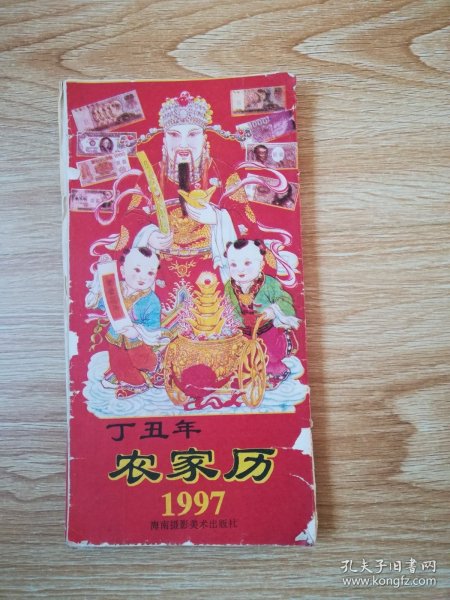 丁丑年
农家历
1997
海南摄影美术出版社
孔夫子旧书网
www.kongfz.com